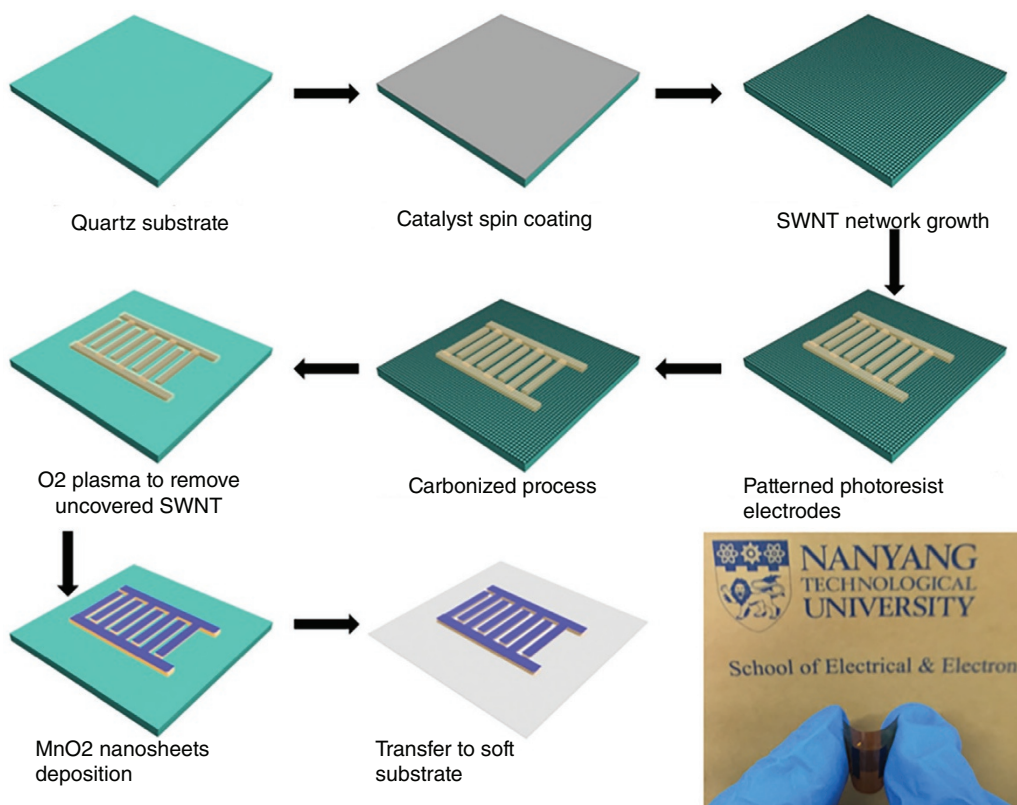 Quartz substrate
Catalyst spin coating
SWNT network growth
Patterned photoresist
electrodes
Carbonized process
O2 plasma to remove
uncovered SWNT
MnO2 nanosheets
deposition
Transfer to soft
substrate
NANYANG
TECHNOLOGICAL
UNIVERSITY
School of Electrical & Electron